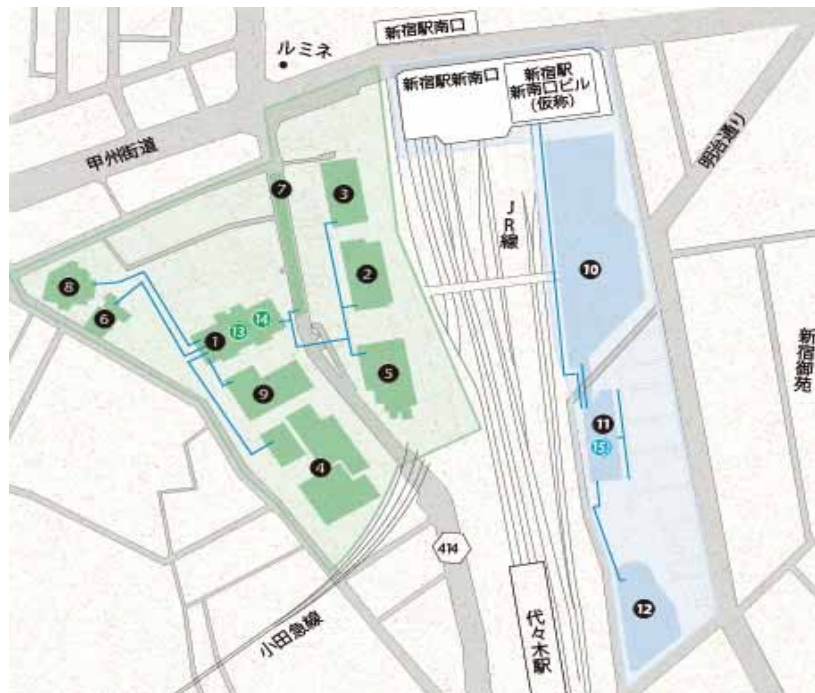 新宿駅南口
ルミネ
新宿駅新南口
新宿駅
新南口ビル
(仮称)
甲州街道
明治通り
7
3
JR線
2
10
8
6
1
13
14
5
9
新宿御苑
11
15
4
414
12
代々木駅
小田急線